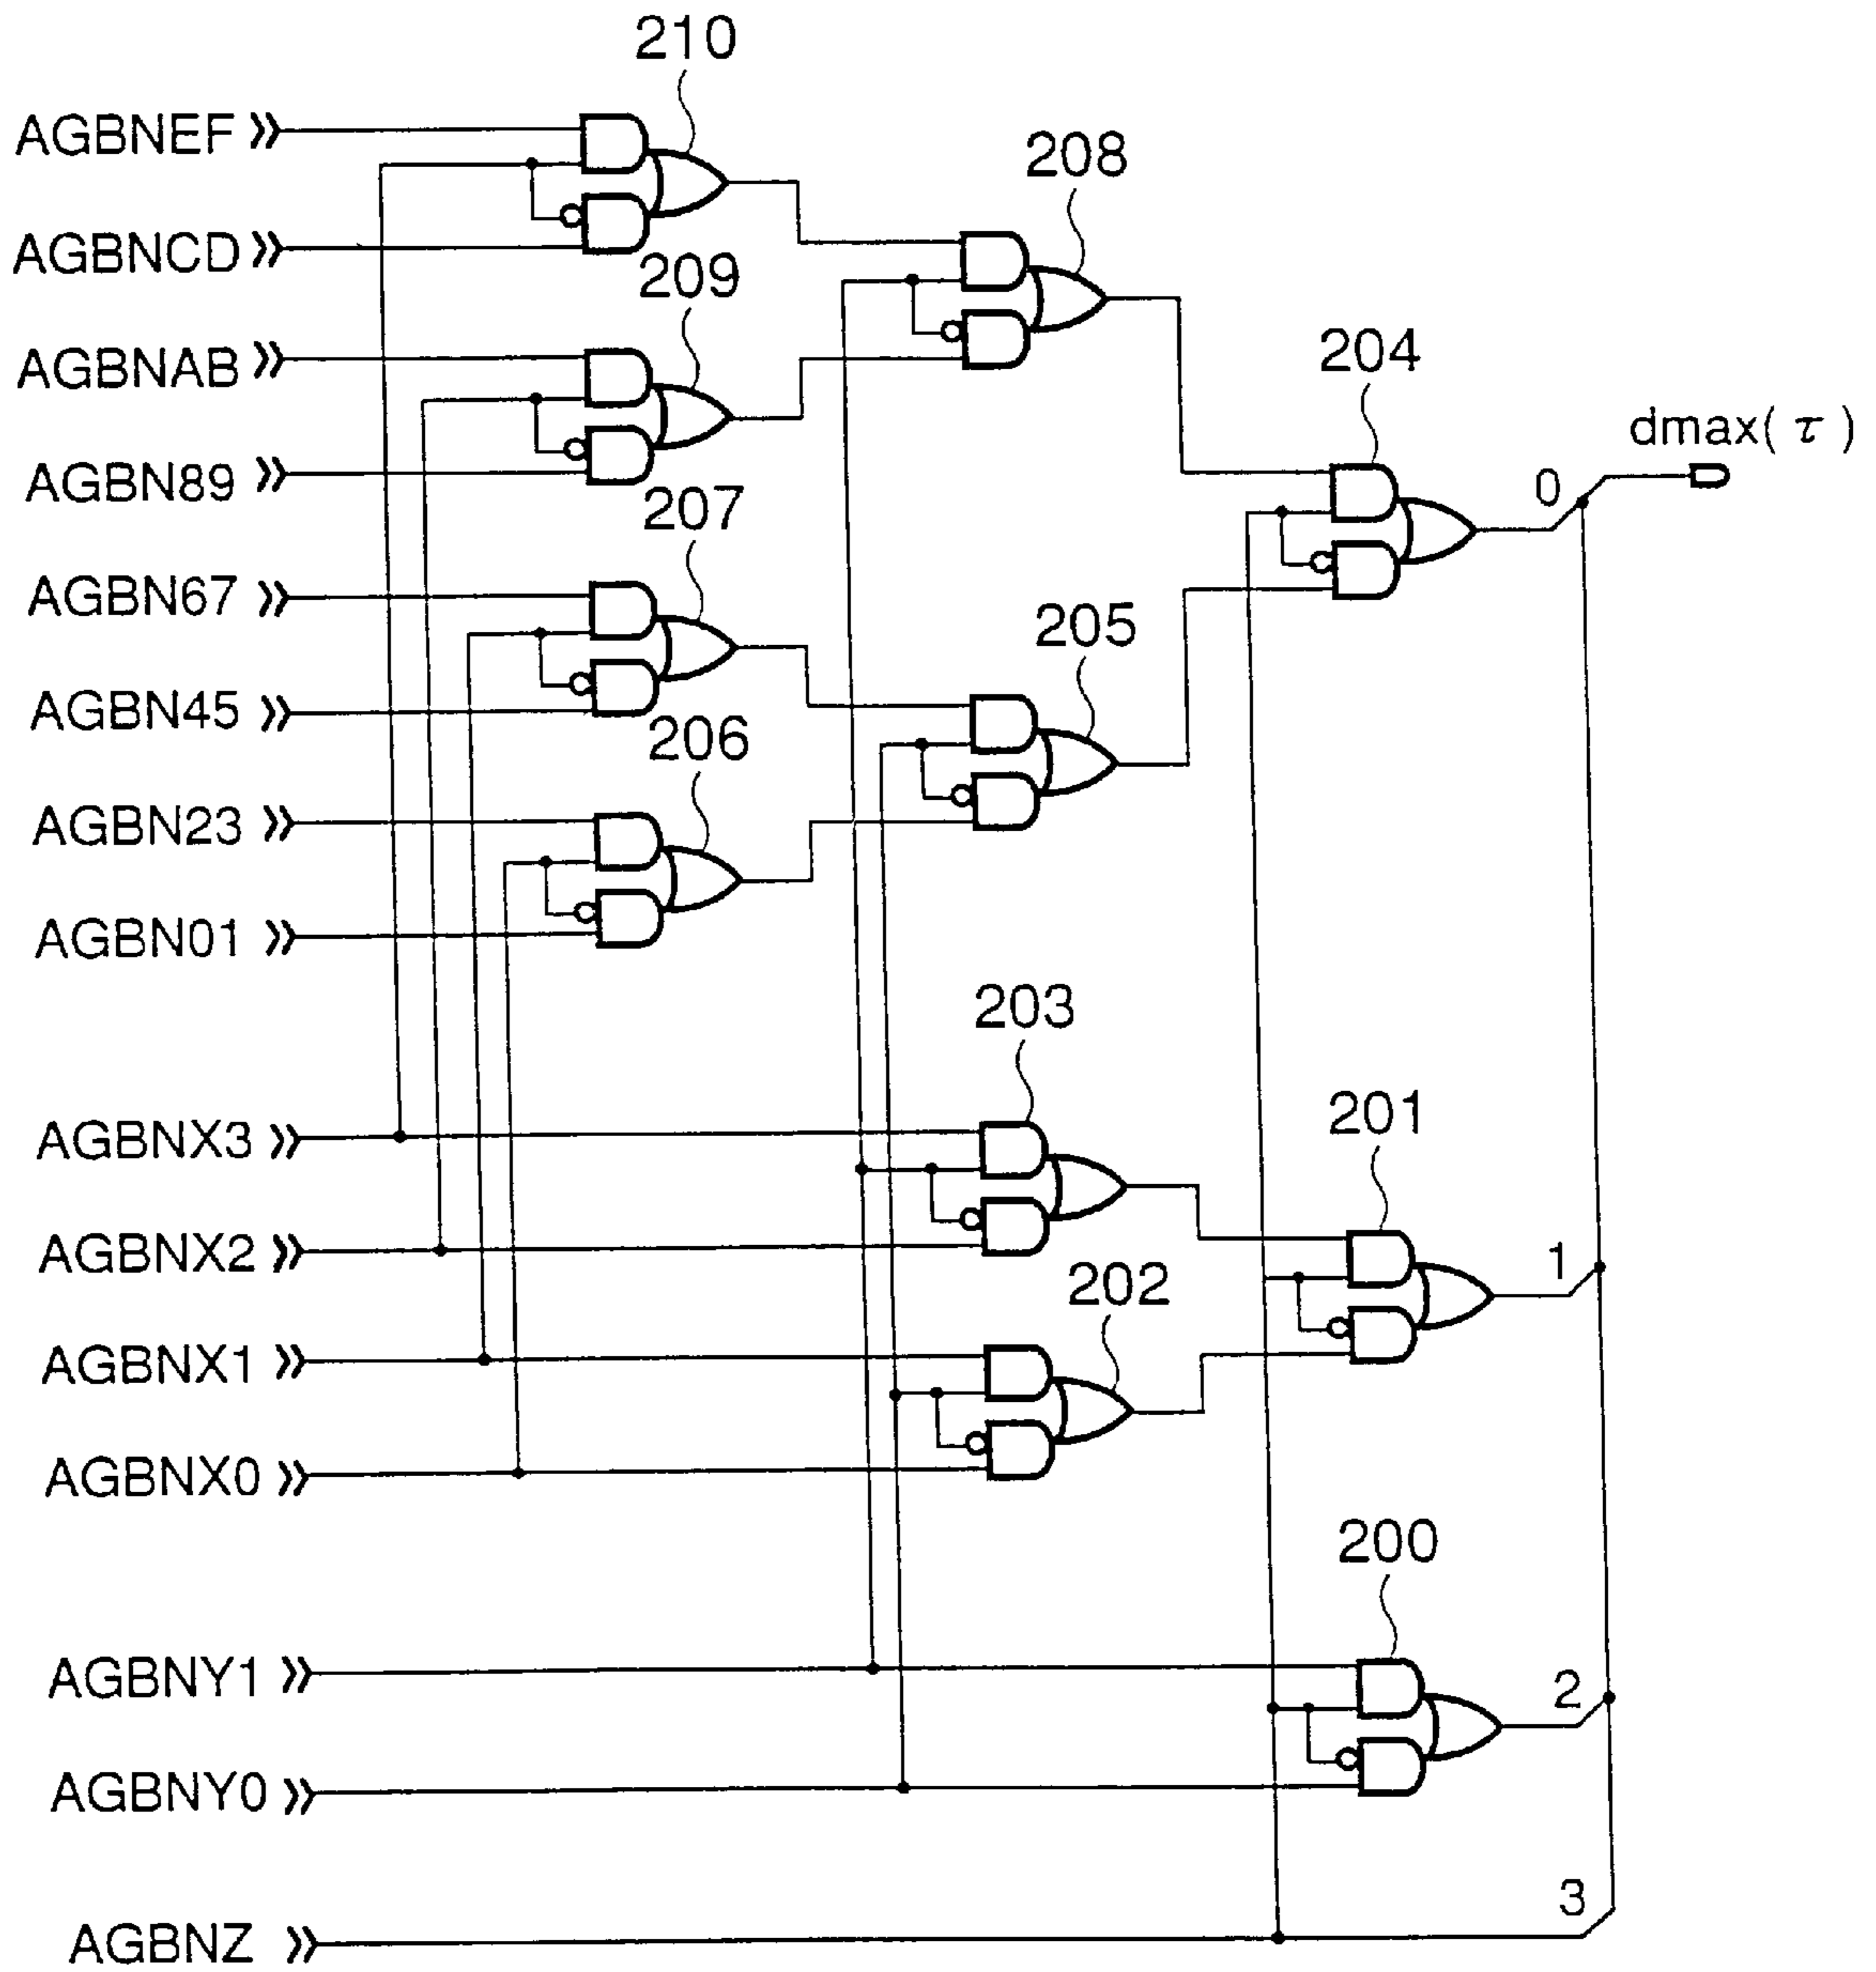 210
AGBNEF
208
AGBNCD
209
AGBNAB
204
dmax( τ )
AGBN89
0
207
AGBN67
205
AGBN45
206
AGBN23
AGBN01
203
201
AGBNX3
AGBNX2
1
202
AGBNX1
AGBNX0
200
AGBNY1
2
AGBNY0
3
AGBNZ